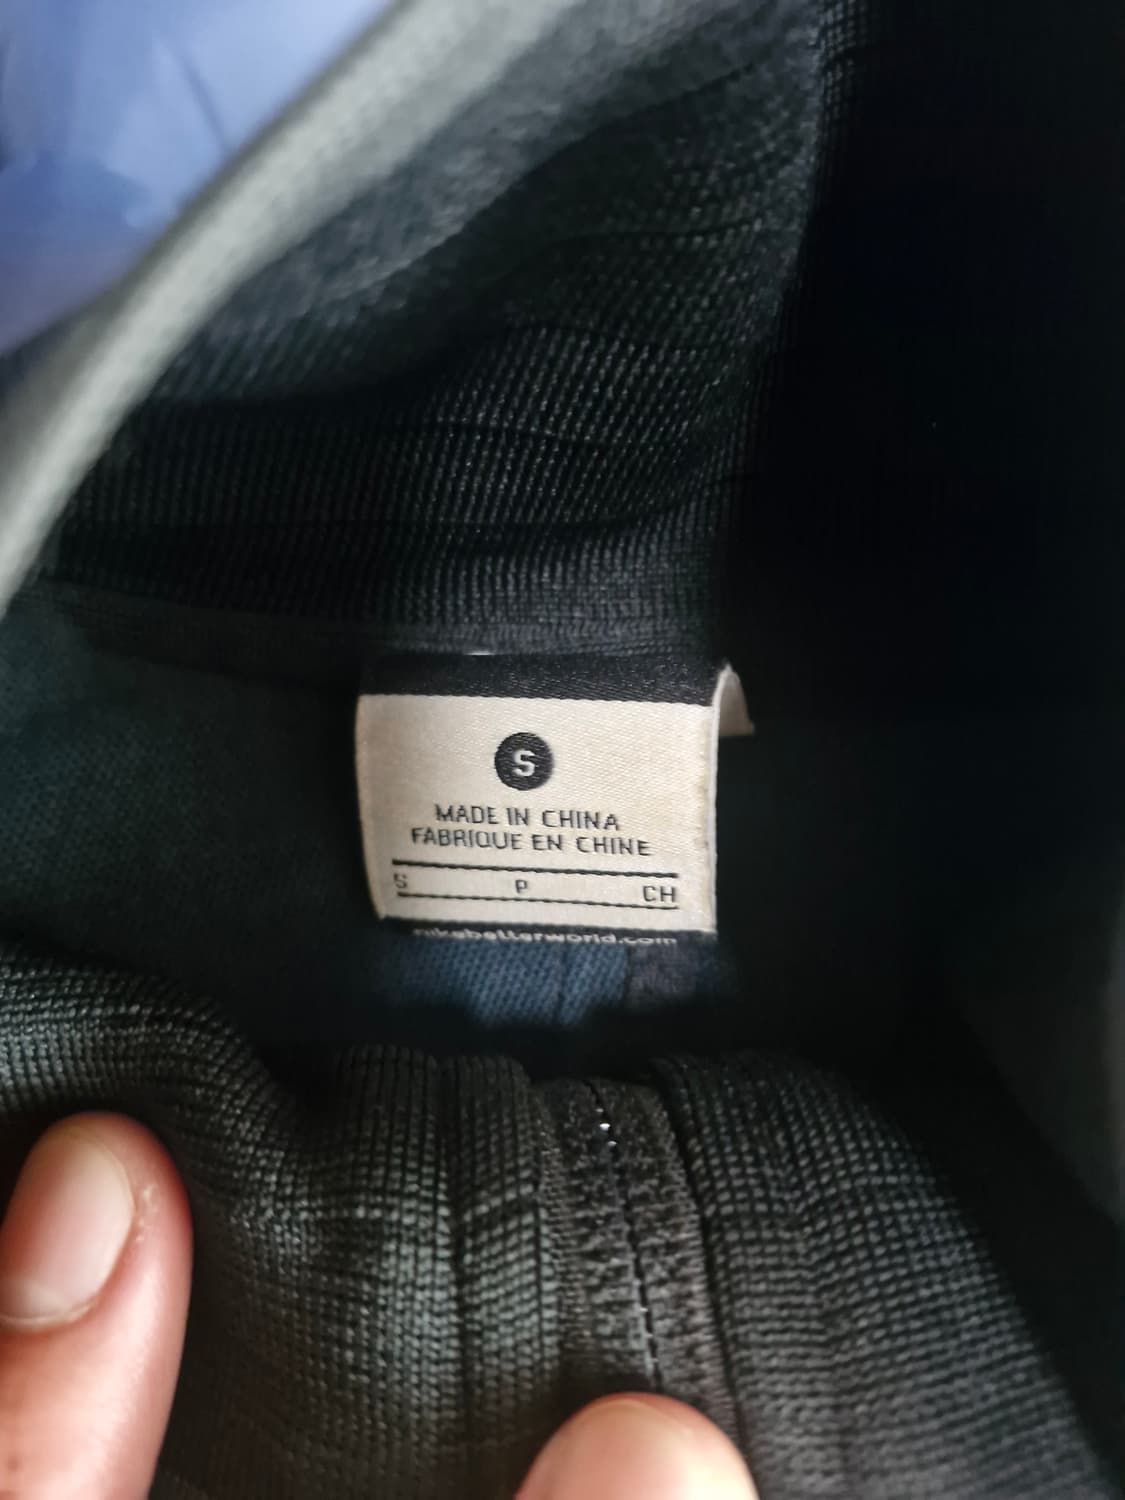 S
MADE IN CHINA
FABRIQUE EN CHINE
S P CH
nikebetterworld.com